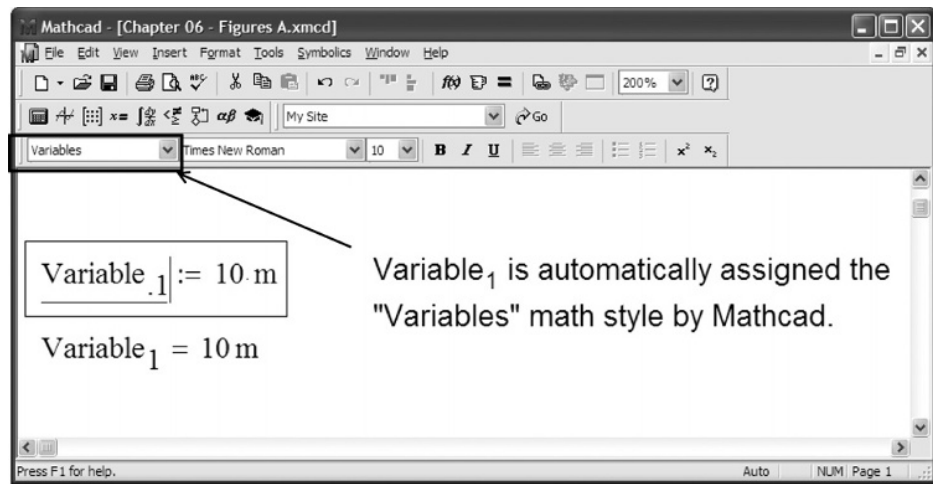 Mathcad - [Chapter 06 - Figures A.xmcd]
File Edit View Insert Format Tools Symbolics Window Help
200%
My Site Go
Variables Times New Roman 10 B I U x² x₂
Variable .1 := 10· m
Variable₁ = 10 m
Variable₁ is automatically assigned the
"Variables" math style by Mathcad.
Press F1 for help. Auto NUM Page 1